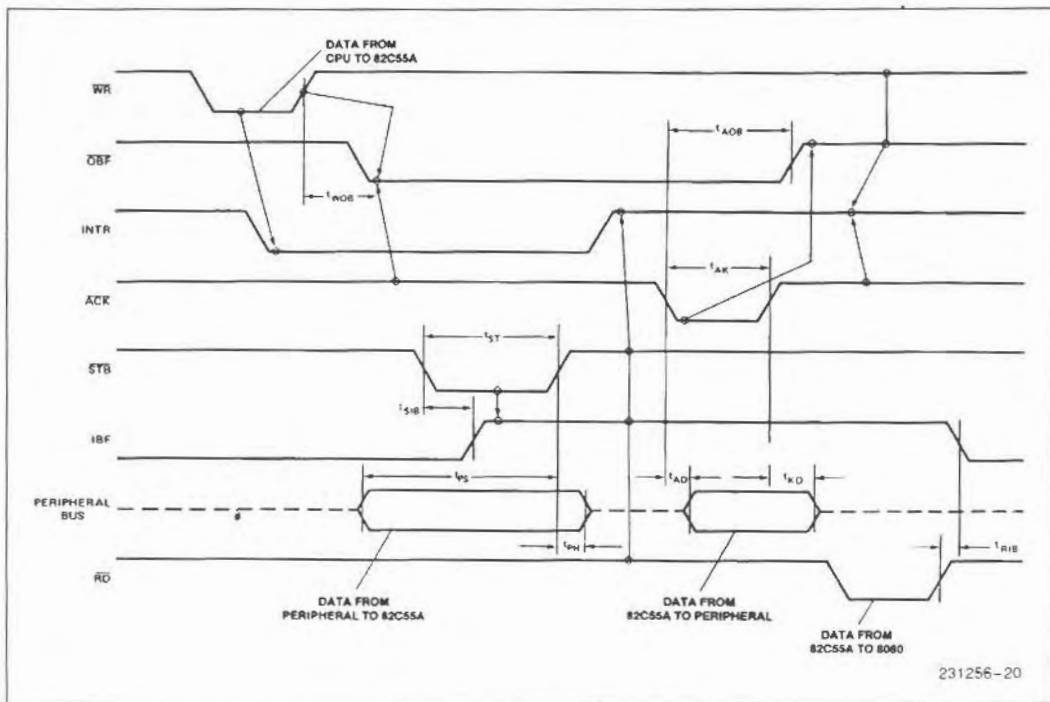 DATA FROM
CPU TO 82C55A
WR
tAOB
OBF
tWOB
INTR
tAK
ACK
tST
STB
tSIB
IBF
tPS
tAD
tKD
PERIPHERAL
BUS
tPH
tRIB
RD
DATA FROM
PERIPHERAL TO 82C55A
DATA FROM
82C55A TO PERIPHERAL
DATA FROM
82C55A TO 8080
231256-20